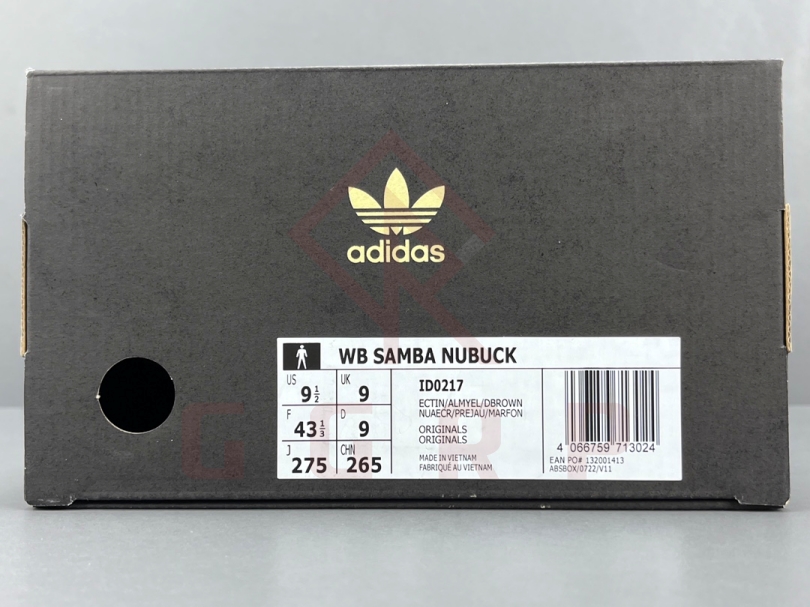 adidas
WB SAMBA NUBUCK
US 9½ UK 9
F 43⅓ D 9
J 275 CHN 265
ID0217
ECTIN/ALMYEL/DBROWN
NUAECR/PREJAU/MARFON
ORIGINALS
ORIGINALS
MADE IN VIETNAM
FABRIQUÉ AU VIETNAM
4 066759 713024
EAN PO# 132001413
ABSBOX/0722/V11